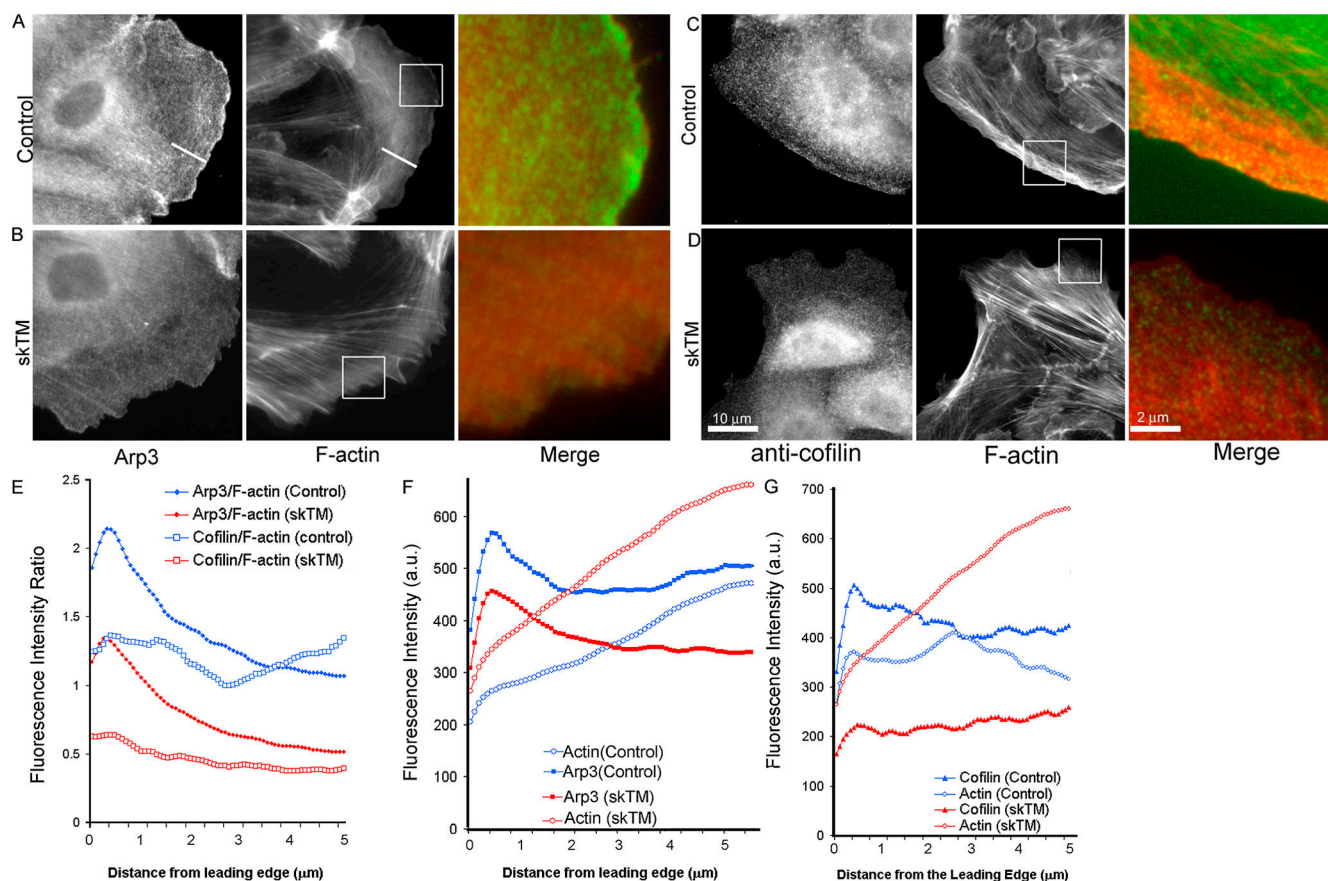 A
C
Control
Control
B
D
skTM
skTM
10 μm
2 μm
Arp3
F-actin
Merge
anti-cofilin
F-actin
E
2.5
2
1.5
1
0.5
0
Fluorescence Intensity Ratio
Arp3/F-actin (Control)
Arp3/F-actin (skTM)
Cofilin/F-actin (control)
Cofilin/F-actin (skTM)
0 1 2 3 4 5
Distance from leading edge (μm)
F
600
500
400
300
200
100
0
Fluorescence Intensity (a.u.)
Actin(Control)
Arp3(Control)
Arp3 (skTM)
Actin (skTM)
0 1 2 3 4 5
Distance from leading edge (μm)
G
700
600
500
400
300
200
100
0
Fluorescence Intensity (a.u.)
Cofilin (Control)
Actin (Control)
Cofilin (skTM)
Actin (skTM)
0 1 2 3 4 5
Distance from the Leading Edge (μm)